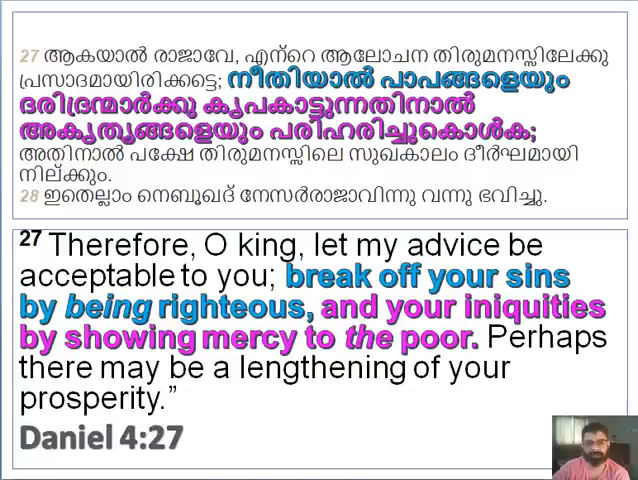 27 ആകയാൽ രാജാവേ, എന്റെ ആലോചന തിരുമനസ്സിലേക്കു
പ്രസാദമായിരിക്കട്ടെ; നീതിയാൽ പാപങ്ങളെയും
ദരിദ്രന്മാർക്കു കൃപകാട്ടുന്നതിനാൽ
അകൃത്യങ്ങളെയും പരിഹരിച്ചുകൊൾക;
അതിനാൽ പക്ഷേ തിരുമനസ്സിലെ സുഖകാലം ദീർഘമായി
നില്ക്കും.
28 ഇതെല്ലാം നെബൂഖദ് നേസർരാജാവിന്നു വന്നു ഭവിച്ചു.
27 Therefore, O king, let my advice be
acceptable to you; break off your sins
by being righteous, and your iniquities
by showing mercy to the poor. Perhaps
there may be a lengthening of your
prosperity.”
Daniel 4:27